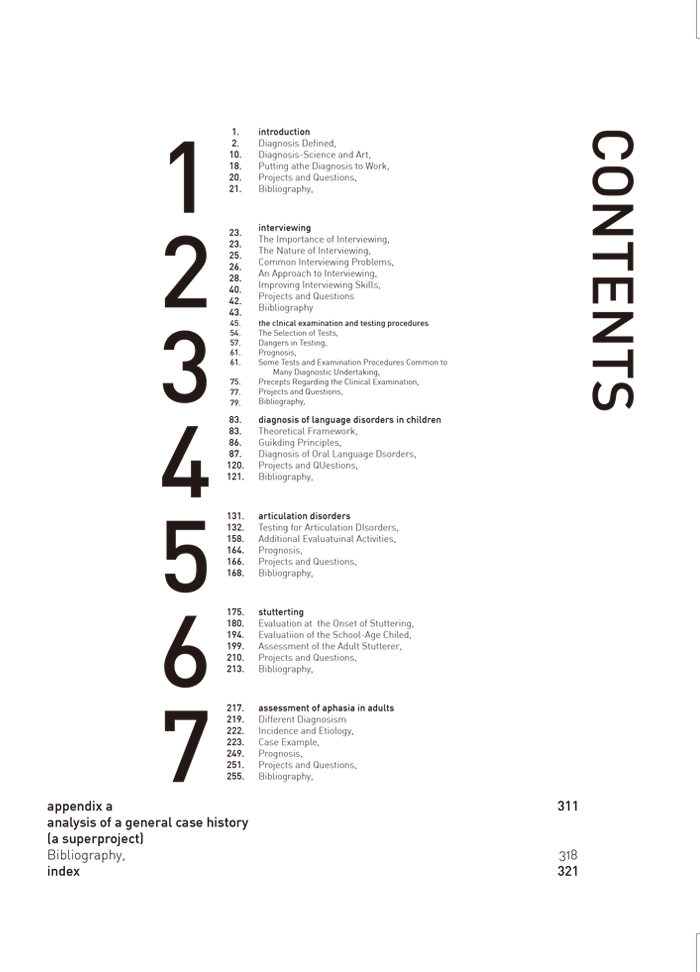 CONTENTS
1
1. introduction
2. Diagnosis Defined,
10. Diagnosis-Science and Art,
18. Putting athe Diagnosis to Work,
20. Projects and Questions,
21. Bibliography,
2
23. interviewing
23. The Importance of Interviewing,
25. The Nature of Interviewing,
26. Common Interviewing Problems,
28. An Approach to Interviewing,
40. Improving Interviewing Skills,
42. Projects and Questions
43. Biibliography
3
45. the clnical examination and testing procedures
54. The Selection of Tests,
57. Dangers in Testing,
61. Prognosis,
61. Some Tests and Examination Procedures Common to
Many Diagnostic Undertaking,
75. Precepts Regarding the Clinical Examination,
77. Projects and Questions,
79. Bibliography,
4
83. diagnosis of language disorders in children
83. Theoretical Framework,
86. Guikding Principles,
87. Diagnosis of Oral Language Dsorders,
120. Projects and QUestions,
121. Bibliography,
5
131. articulation disorders
132. Testing for Articulation DIsorders,
158. Additional Evaluatuinal Activities,
164. Prognosis,
166. Projects and Questions,
168. Bibliography,
6
175. stutterting
180. Evaluation at the Onset of Stuttering,
194. Evaluatiion of the School-Age Chiled,
199. Assessment of the Adult Stutterer,
210. Projects and Questions,
213. Bibliography,
7
217. assessment of aphasia in adults
219. Different Diagnosism
222. Incidence and Etiology,
223. Case Example,
249. Prognosis,
251. Projects and Questions,
255. Bibliography,
appendix a 311
analysis of a general case history
(a superproject)
Bibliography, 318
index 321